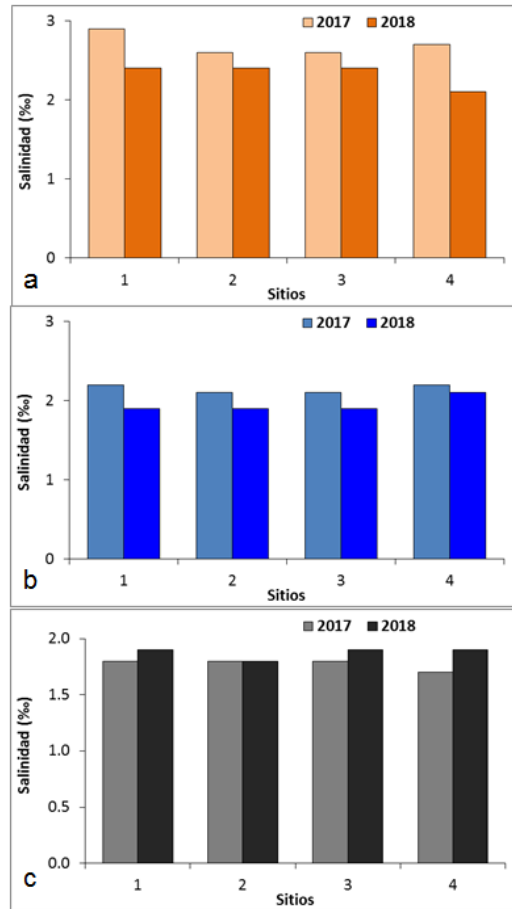 2017 2018
3
2
1
0
Salinidad (‰)
1 2 3 4
Sitios
a
2017 2018
3
2
1
0
Salinidad (‰)
1 2 3 4
Sitios
b
2017 2018
2.0
1.5
1.0
0.5
0.0
Salinidad (‰)
1 2 3 4
Sitios
c